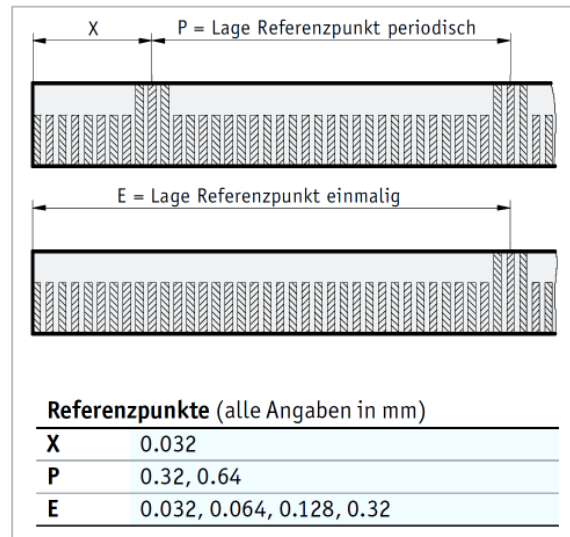 X P = Lage Referenzpunkt periodisch
E = Lage Referenzpunkt einmalig
Referenzpunkte (alle Angaben in mm)
X 0.032
P 0.32, 0.64
E 0.032, 0.064, 0.128, 0.32